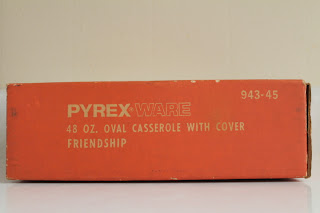 PYREX® WARE
943-45
48 OZ. OVAL CASSEROLE WITH COVER
FRIENDSHIP